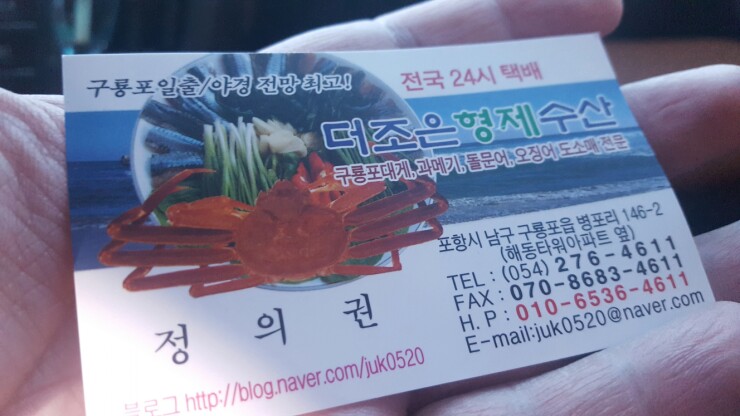 구룡포일출/야경 전망 최고!
전국 24시 택배
더조은형제수산
구룡포대게, 과메기, 돌문어, 오징어 도소매 전문
포항시 남구 구룡포읍 병포리 146-2
(해동타워아파트 옆)
TEL : (054) 276-4611
FAX : 070-8683-4611
H. P : 010-6536-4611
E-mail:juk0520@naver.com
정 의 권
블로그 http://blog.naver.com/juk0520